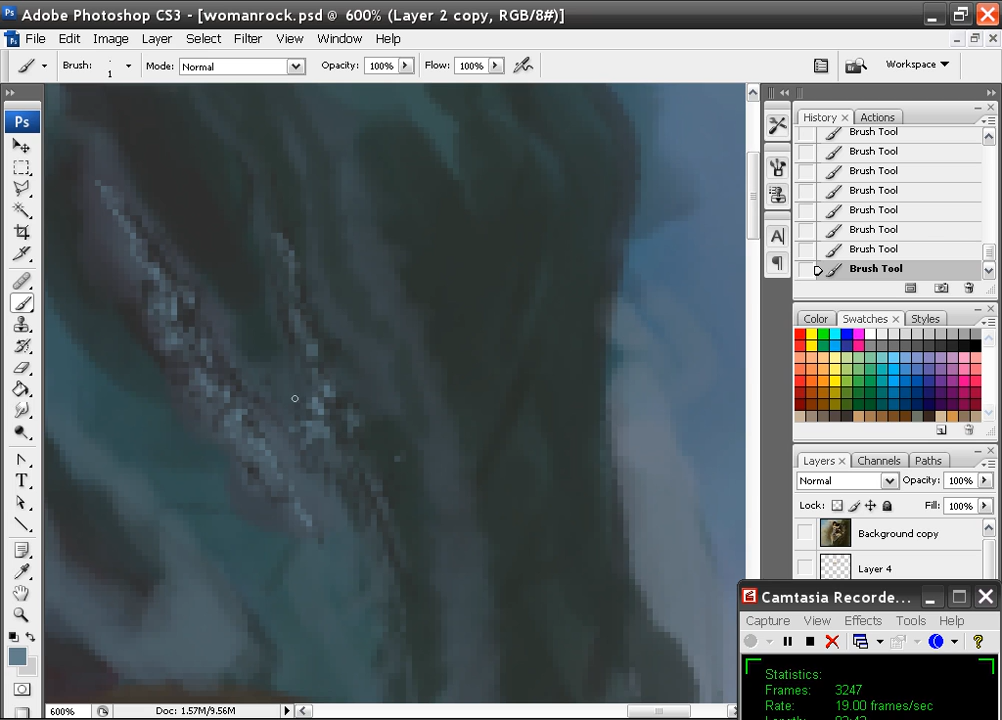 Ps Adobe Photoshop CS3 - [womanrock.psd @ 600% (Layer 2 copy, RGB/8#)]
Ps File Edit Image Layer Select Filter View Window Help
Brush: 1 Mode: Normal Opacity: 100% Flow: 100% Workspace
Ps
T
A
History Actions
Brush Tool
Brush Tool
Brush Tool
Brush Tool
Brush Tool
Brush Tool
Brush Tool
Brush Tool
Color Swatches Styles
Layers Channels Paths
Normal Opacity: 100%
Lock: Fill: 100%
Background copy
Layer 4
Camtasia Recorde...
Capture View Effects Tools Help
Statistics:
Frames: 3247
Rate: 19.00 frames/sec
600% Doc: 1.57M/9.56M